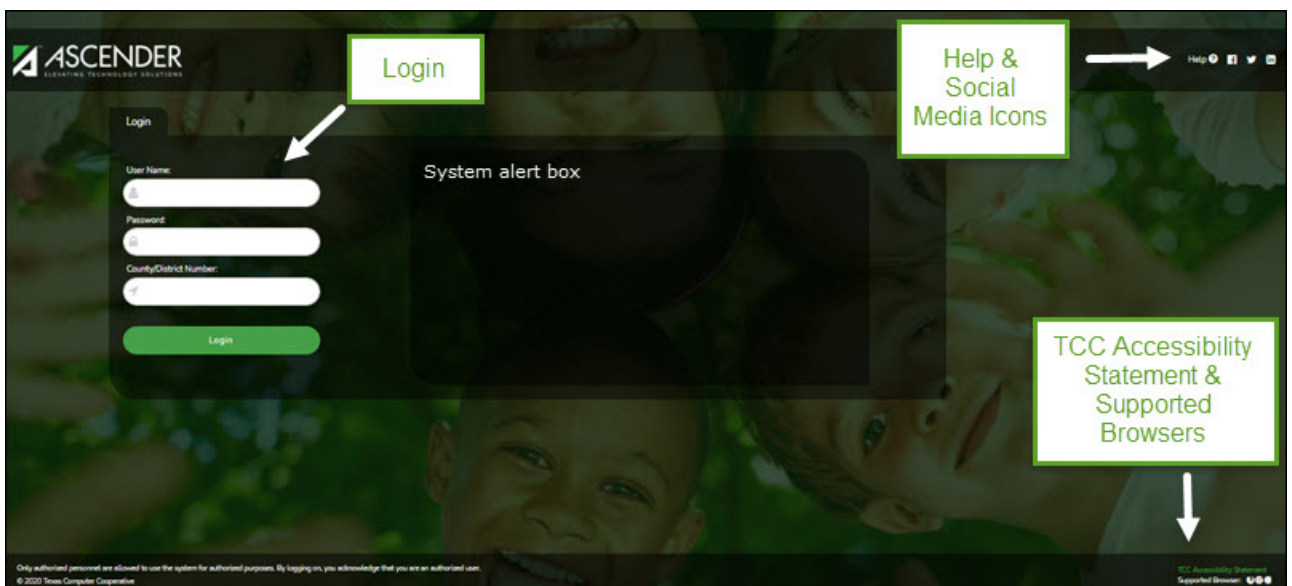 ASCENDER
ELEVATING TECHNOLOGY SOLUTIONS
Login
Help &
Social
Media Icons
Help
Login
User Name:
Password:
County/District Number:
Login
System alert box
TCC Accessibility
Statement &
Supported
Browsers
Only authorized personnel are allowed to use the system for authorized purposes. By logging on, you acknowledge that you are an authorized user.
© 2020 Texas Computer Cooperative
TCC Accessibility Statement
Supported Browser: